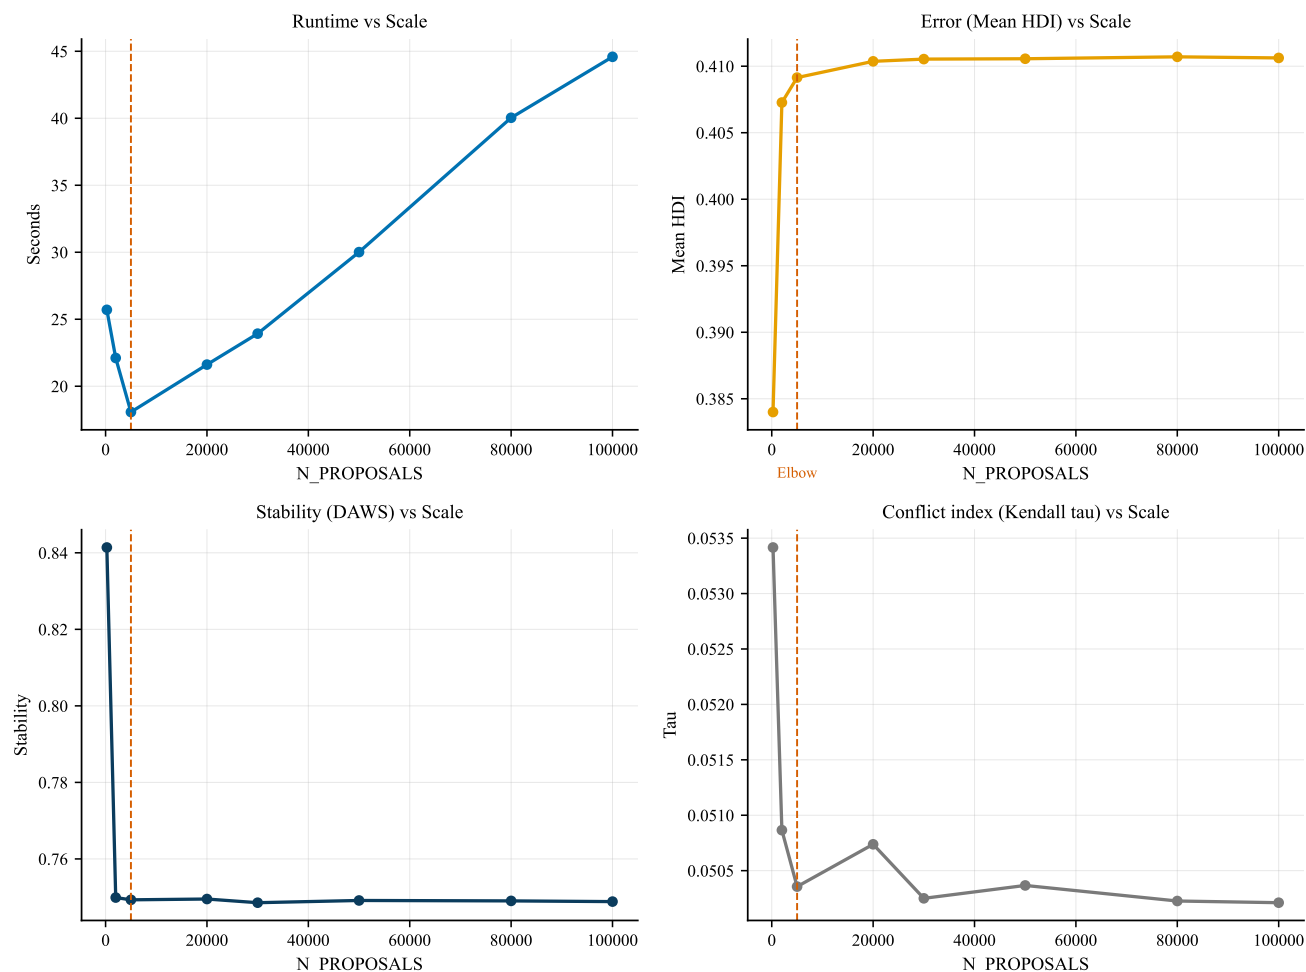 Runtime vs Scale
45
40
35
30
25
20
Seconds
0 20000 40000 60000 80000 100000
N_PROPOSALS
Error (Mean HDI) vs Scale
0.410
0.405
0.400
0.395
0.390
0.385
Mean HDI
0 20000 40000 60000 80000 100000
Elbow
N_PROPOSALS
Stability (DAWS) vs Scale
0.84
0.82
0.80
0.78
0.76
Stability
0 20000 40000 60000 80000 100000
N_PROPOSALS
Conflict index (Kendall tau) vs Scale
0.0535
0.0530
0.0525
0.0520
0.0515
0.0510
0.0505
Tau
0 20000 40000 60000 80000 100000
N_PROPOSALS